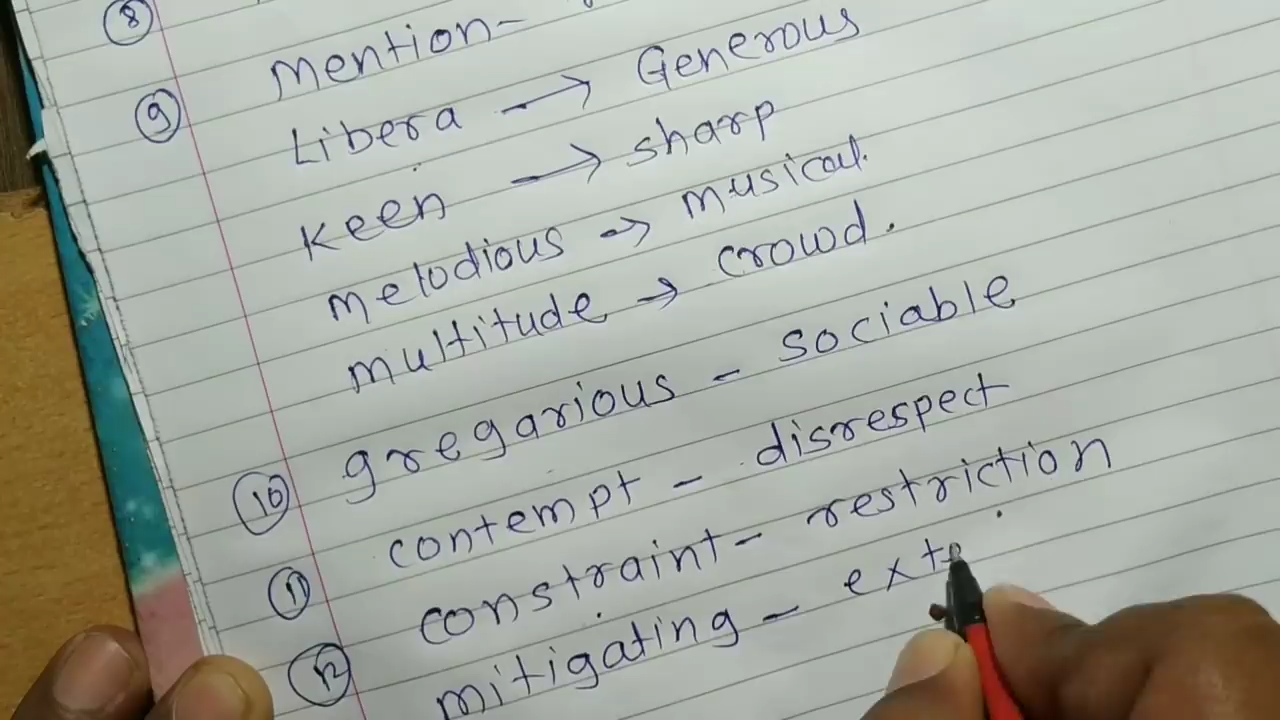 ⑧
Mention-
⑨ Libera → Generous
Keen → sharp
melodious → musical.
multitude → crowd.
⑩ gregarious - sociable
⑪ contempt - disrespect
⑫ constraint - restriction
mitigating - ext